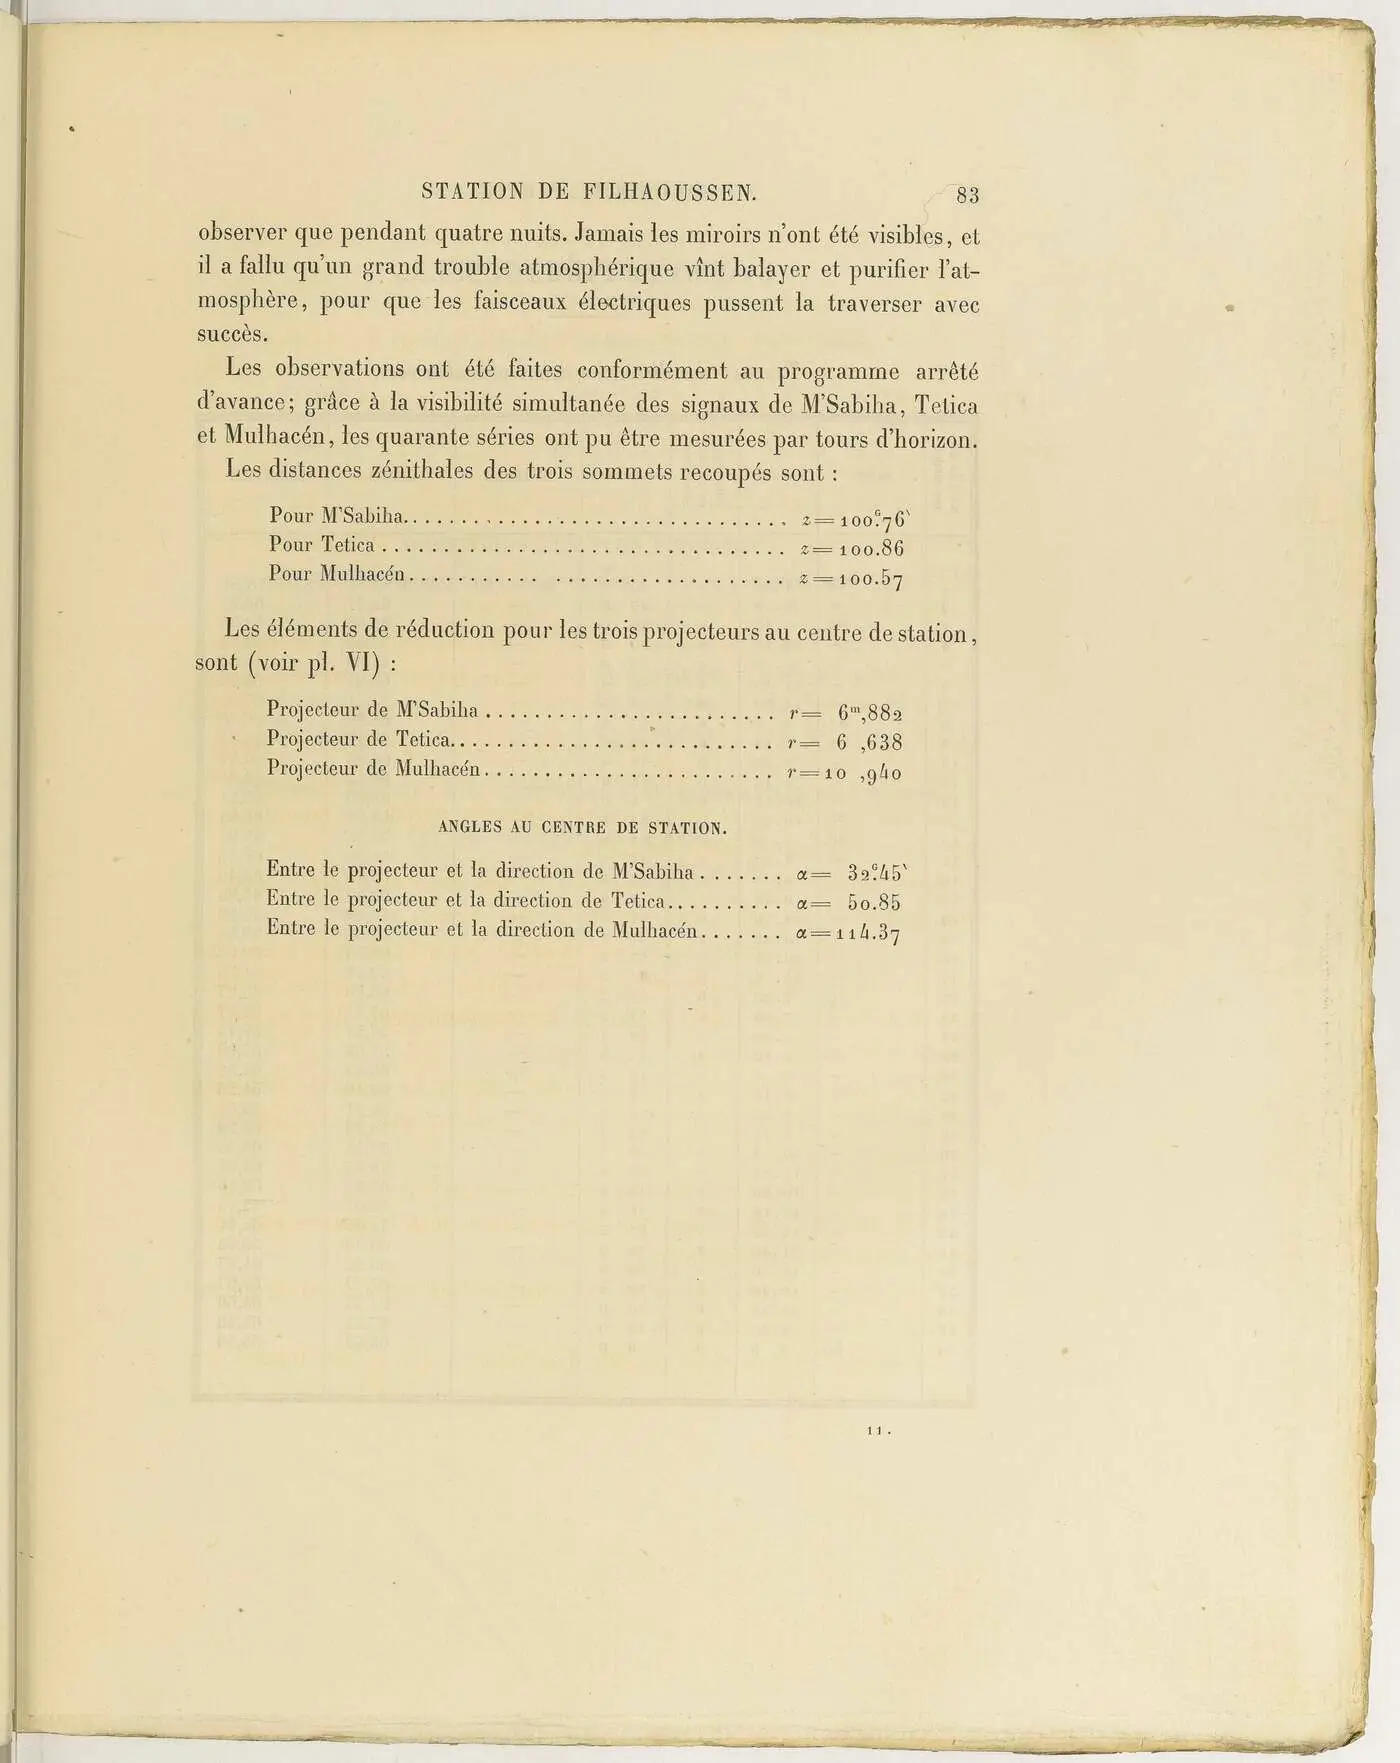 STATION DE FILHAOUSSEN. 83
observer que pendant quatre nuits. Jamais les miroirs n'ont été visibles, et
il a fallu qu'un grand trouble atmosphérique vînt balayer et purifier l'at-
mosphère, pour que les faisceaux électriques pussent la traverser avec
succès.
Les observations ont été faites conformément au programme arrêté
d'avance; grâce à la visibilité simultanée des signaux de M'Sabiha, Tetica
et Mulhacén, les quarante séries ont pu être mesurées par tours d'horizon.
Les distances zénithales des trois sommets recoupés sont :
Pour M'Sabiha................................ z = 100ᴳ.76`
Pour Tetica ................................. z = 100.86
Pour Mulhacén............................... z = 100.57
Les éléments de réduction pour les trois projecteurs au centre de station,
sont (voir pl. VI) :
Projecteur de M'Sabiha ........................ r = 6ᵐ,882
Projecteur de Tetica........................... r = 6 ,638
Projecteur de Mulhacén........................ r = 10 ,940
ANGLES AU CENTRE DE STATION.
Entre le projecteur et la direction de M'Sabiha ....... α = 32ᴳ.45`
Entre le projecteur et la direction de Tetica.......... α = 50.85
Entre le projecteur et la direction de Mulhacén....... α = 114.37
11.